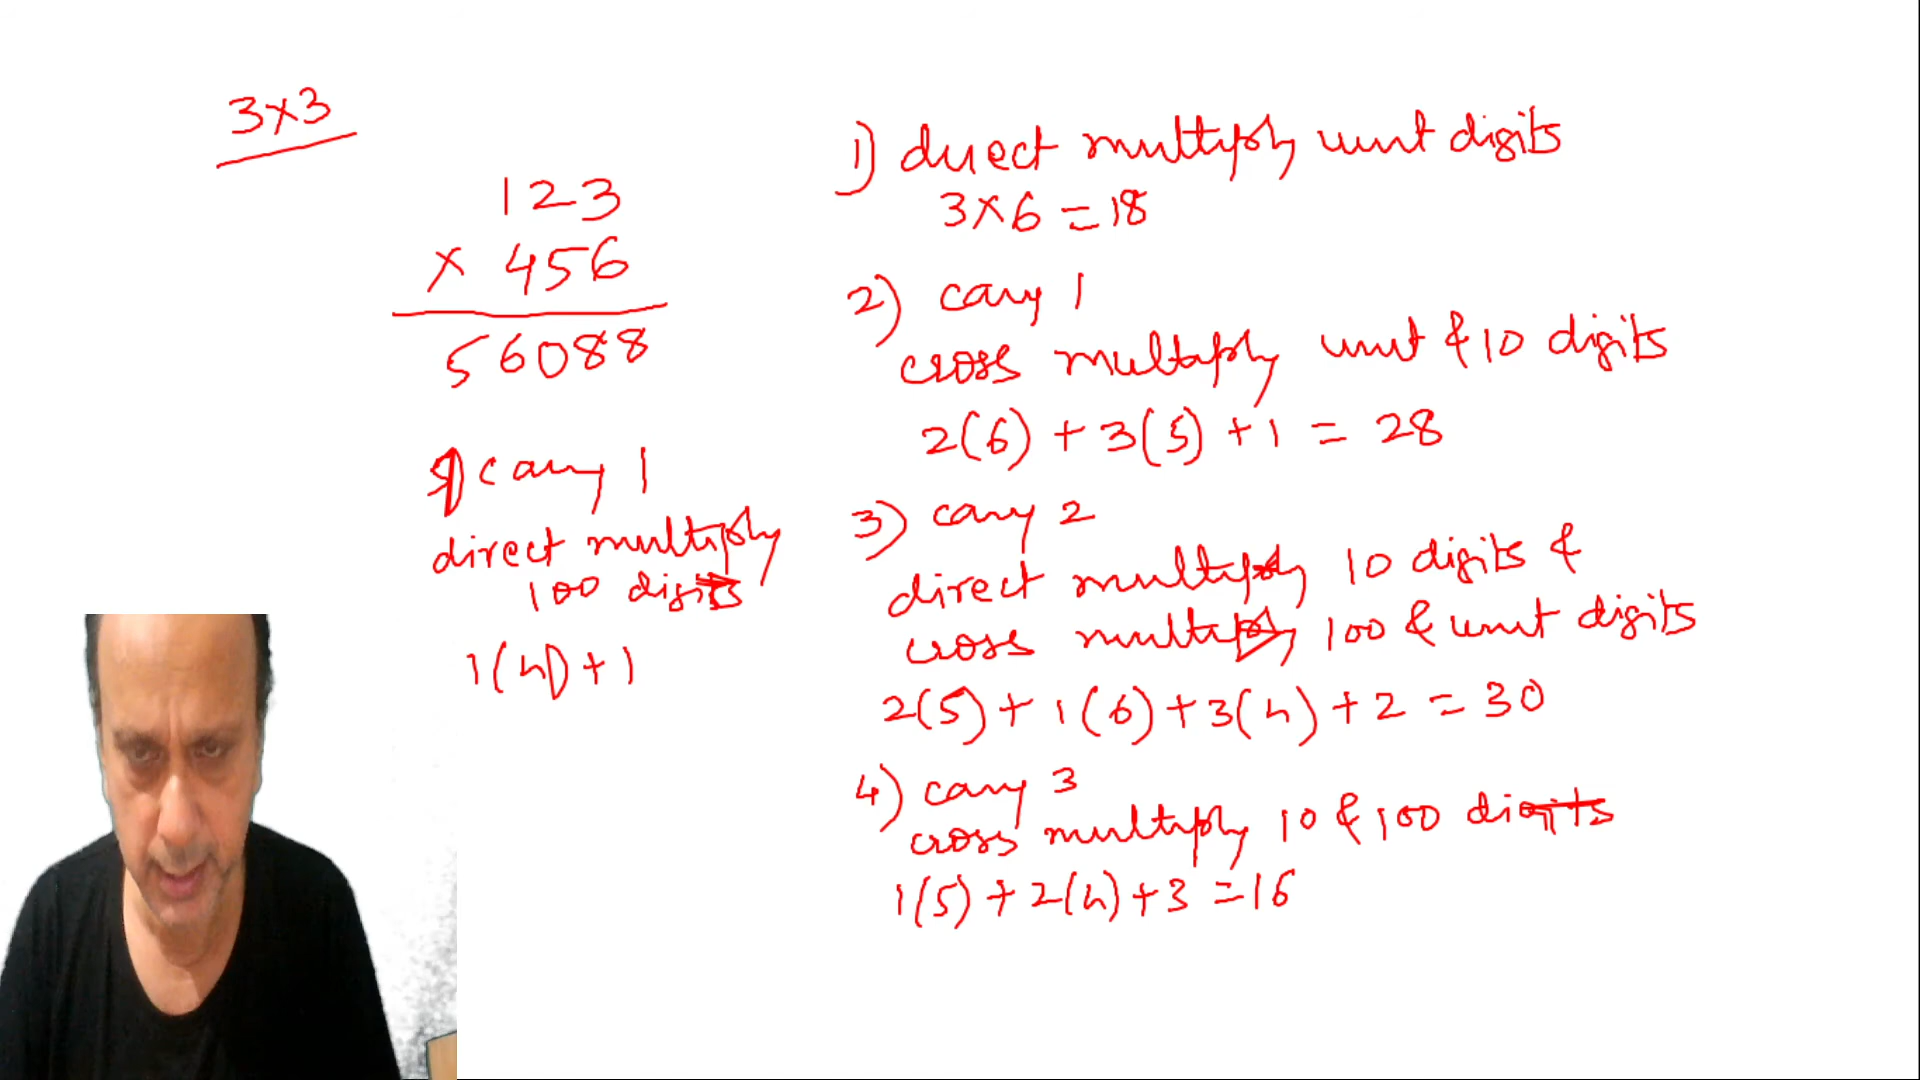 3x3
123
x 456
56088
5) carry 1
direct multiply
100 digits
1(4) + 1
1) direct multiply unit digits
3x6 = 18
2) carry 1
cross multiply unit & 10 digits
2(6) + 3(5) + 1 = 28
3) carry 2
direct multiply 10 digits &
cross multiply 100 & unit digits
2(5) + 1(6) + 3(4) + 2 = 30
4) carry 3
cross multiply 10 & 100 digits
1(5) + 2(4) + 3 = 16